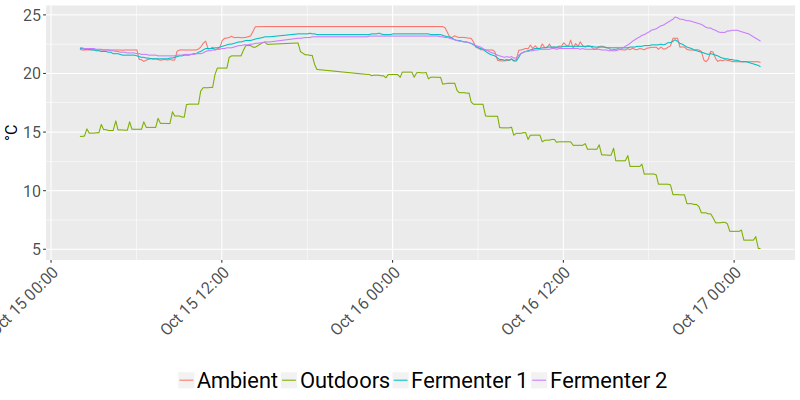 25
20
15
10
5
°C
ct 15 00:00
Oct 15 12:00
Oct 16 00:00
Oct 16 12:00
Oct 17 00:00
Ambient Outdoors Fermenter 1 Fermenter 2